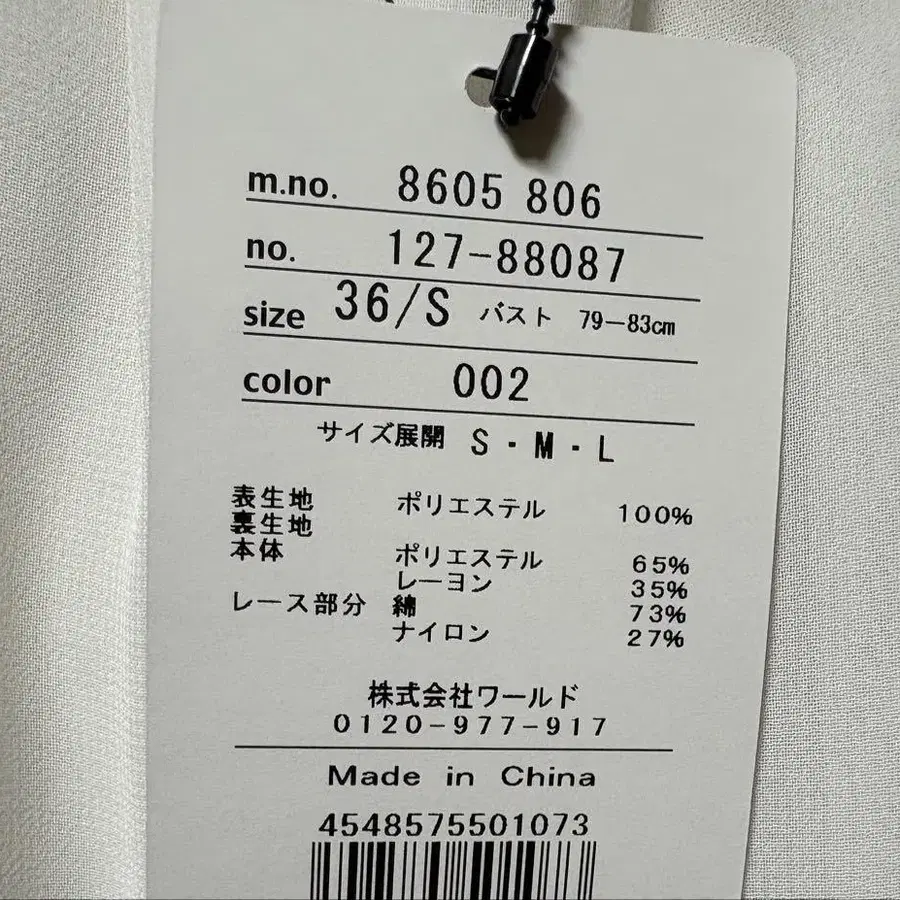 m.no. 8605 806
no. 127-88087
size 36/S バスト 79-83cm
color 002
サイズ展開 S・M・L
表生地 ポリエステル 100%
裏生地
本体 ポリエステル 65%
レーヨン 35%
レース部分 綿 73%
ナイロン 27%
株式会社ワールド
0120-977-917
Made in China
4548575501073